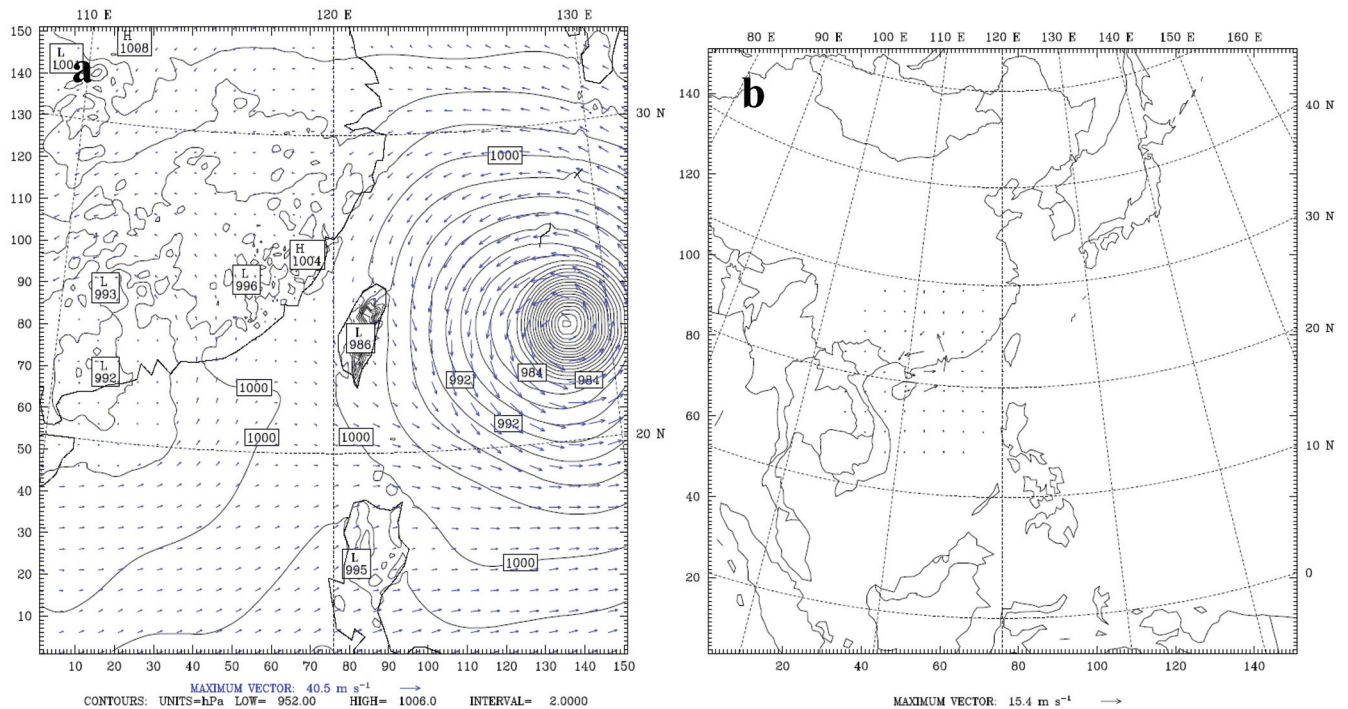 110 E 120 E 130 E
80 E 90 E 100 E 110 E 120 E 130 E 140 E 150 E 160 E
a
b
H
1008
L
H
1004
L
996
L
993
L
992
L
986
L
995
1000
1000
1000
1000
1000
992
984
984
992
150
140
130
120
110
100
90
80
70
60
50
40
30
20
10
30 N
20 N
10 20 30 40 50 60 70 80 90 100 110 120 130 140 150
MAXIMUM VECTOR: 40.5 m s⁻¹
CONTOURS: UNITS=hPa LOW= 952.00 HIGH= 1006.0 INTERVAL= 2.0000
140
120
100
80
60
40
20
40 N
30 N
20 N
10 N
0
20 40 60 80 100 120 140
MAXIMUM VECTOR: 15.4 m s⁻¹